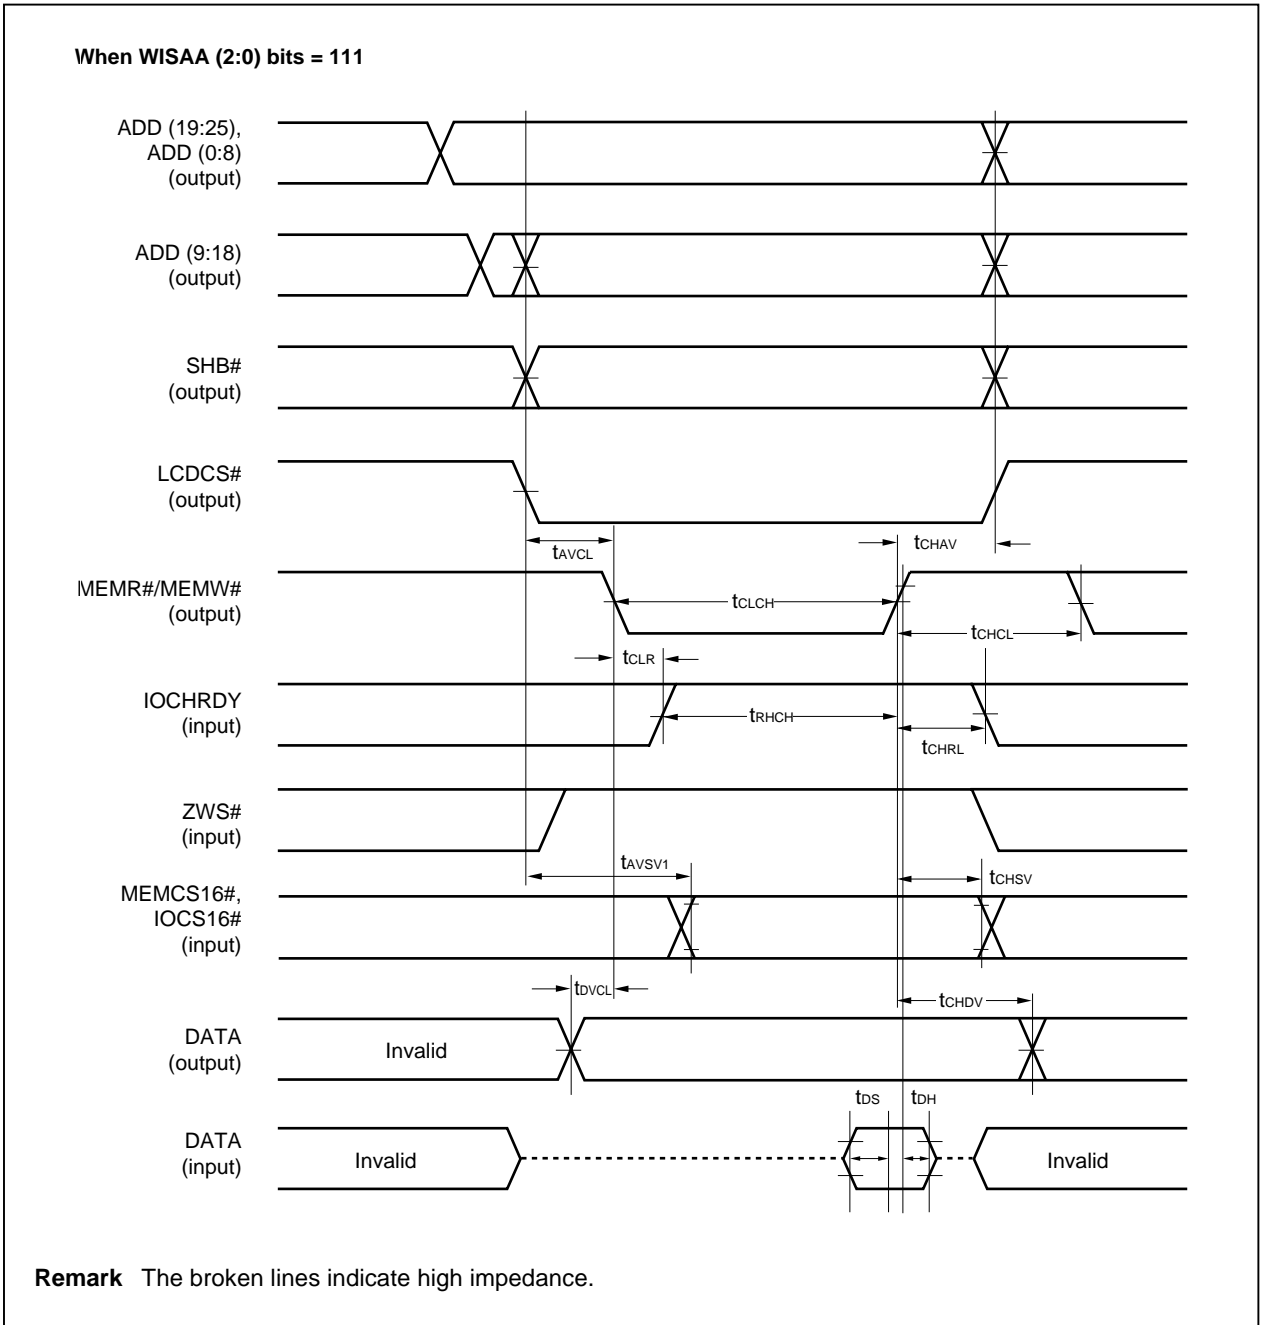 When WISAA (2:0) bits = 111
ADD (19:25),
ADD (0:8)
(output)
ADD (9:18)
(output)
SHB#
(output)
LCDCS#
(output)
tAVCL
tCHAV
MEMR#/MEMW#
(output)
tCLCH
tCHCL
tCLR
IOCHRDY
(input)
tRHCH
tCHRL
ZWS#
(input)
tAVSV1
tCHSV
MEMCS16#,
IOCS16#
(input)
tDVCL
tCHDV
DATA
(output)
Invalid
tDS
tDH
DATA
(input)
Invalid
Invalid
Remark The broken lines indicate high impedance.